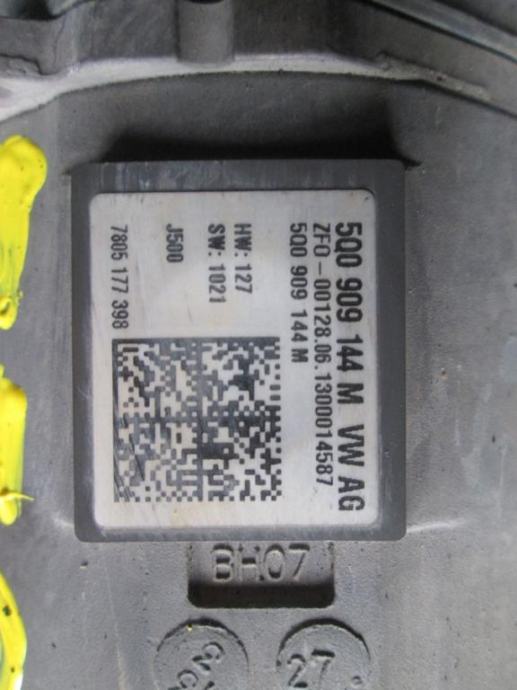 5Q0 909 144 M VW AG
ZF0-00128.06.1300014587
5Q0 909 144 M
HW: 127
SW: 1021
J500
7805 177 398
BH07
27